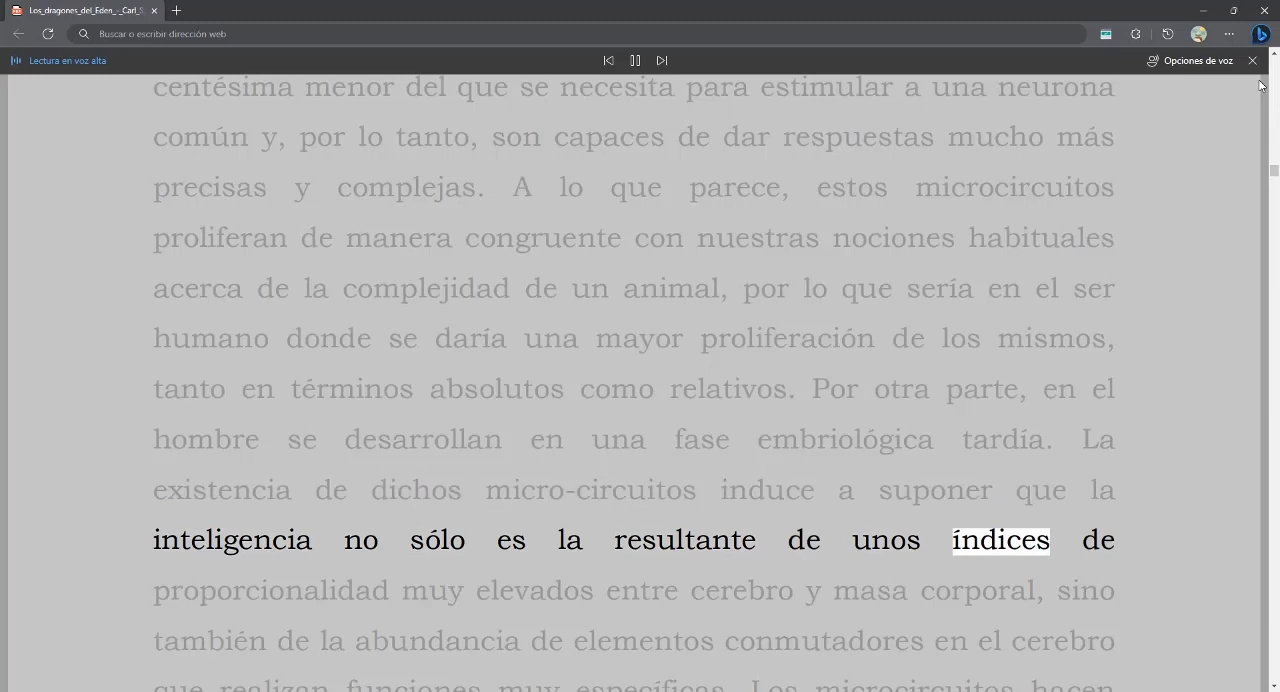 Los_dragones_del_Eden_-_Carl_S
Buscar o escribir dirección web
Lectura en voz alta
Opciones de voz
centésima menor del que se necesita para estimular a una neurona
común y, por lo tanto, son capaces de dar respuestas mucho más
precisas y complejas. A lo que parece, estos microcircuitos
proliferan de manera congruente con nuestras nociones habituales
acerca de la complejidad de un animal, por lo que sería en el ser
humano donde se daría una mayor proliferación de los mismos,
tanto en términos absolutos como relativos. Por otra parte, en el
hombre se desarrollan en una fase embriológica tardía. La
existencia de dichos micro-circuitos induce a suponer que la
inteligencia no sólo es la resultante de unos índices de
proporcionalidad muy elevados entre cerebro y masa corporal, sino
también de la abundancia de elementos conmutadores en el cerebro
que realizan funciones muy específicas. Los microcircuitos hacen